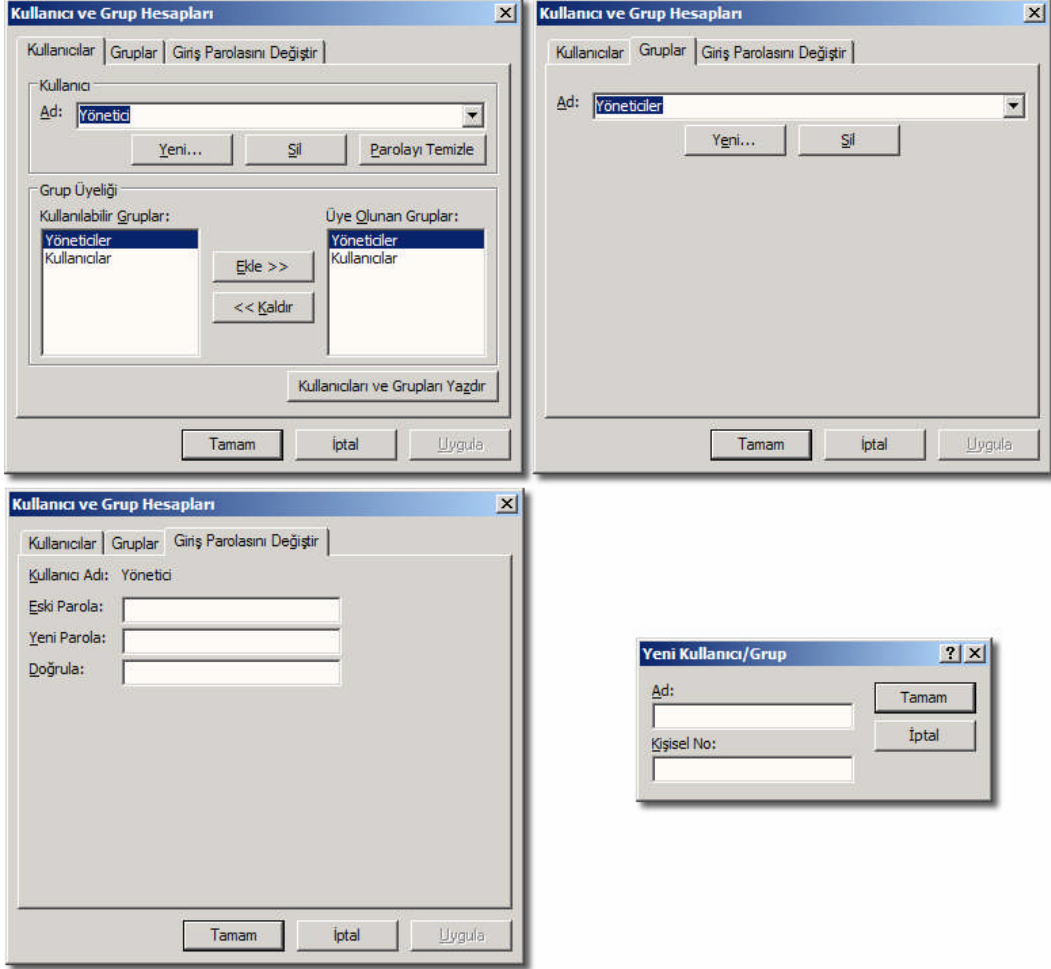 Kullanıcı ve Grup Hesapları
Kullanıcılar Gruplar Giriş Parolasını Değiştir
Kullanıcı
Ad: Yönetici
Yeni... Sil Parolayı Temizle
Grup Üyeliği
Kullanılabilir Gruplar: Üye Olunan Gruplar:
Yöneticiler Yöneticiler
Kullanıcılar Kullanıcılar
Ekle >>
<< Kaldır
Kullanıcıları ve Grupları Yazdır
Tamam İptal Uygula
Kullanıcı ve Grup Hesapları
Kullanıcılar Gruplar Giriş Parolasını Değiştir
Ad: Yöneticiler
Yeni... Sil
Tamam İptal Uygula
Kullanıcı ve Grup Hesapları
Kullanıcılar Gruplar Giriş Parolasını Değiştir
Kullanıcı Adı: Yönetici
Eski Parola:
Yeni Parola:
Doğrula:
Tamam İptal Uygula
Yeni Kullanıcı/Grup
Ad:
Tamam
Kişisel No:
İptal